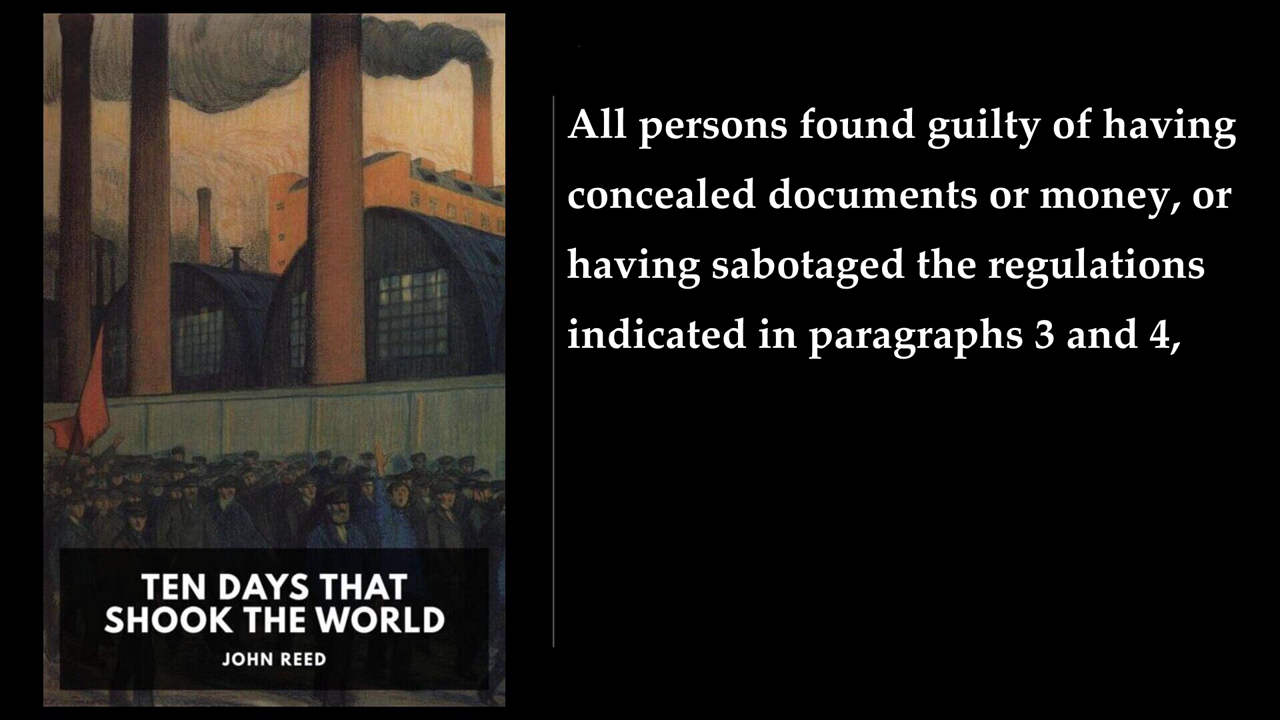 All persons found guilty of having
concealed documents or money, or
having sabotaged the regulations
indicated in paragraphs 3 and 4,
TEN DAYS THAT
SHOOK THE WORLD
JOHN REED